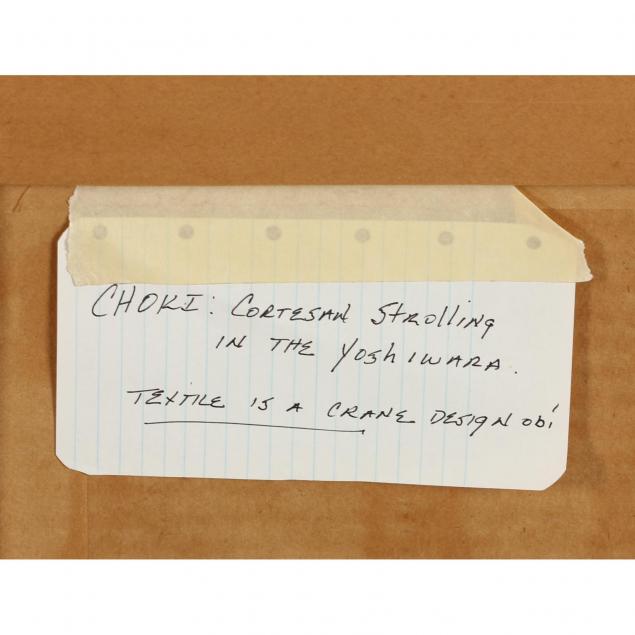 CHOKI: CORTESAN STROLLING
IN THE YOSHIWARA.
TEXTILE IS A CRANE DESIGN obi